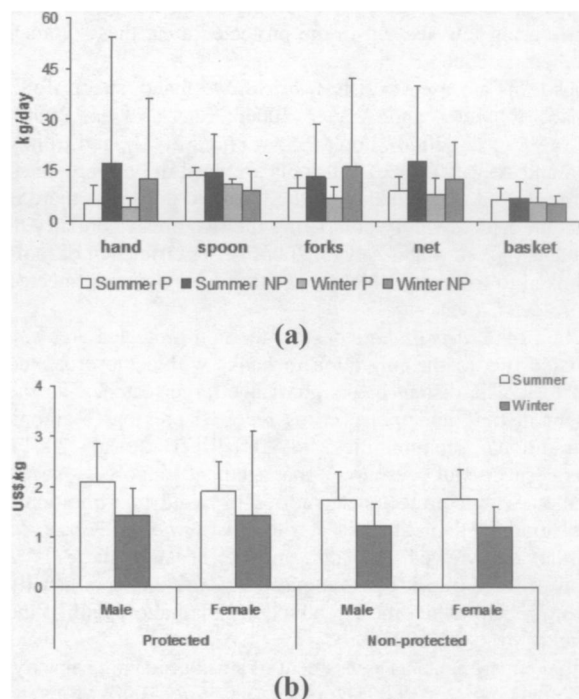 60
45
30
15
0
kg/day
hand spoon forks net basket
Summer P Summer NP Winter P Winter NP
(a)
4
3
2
1
0
US$/kg
Summer
Winter
Male Female Male Female
Protected Non-protected
(b)